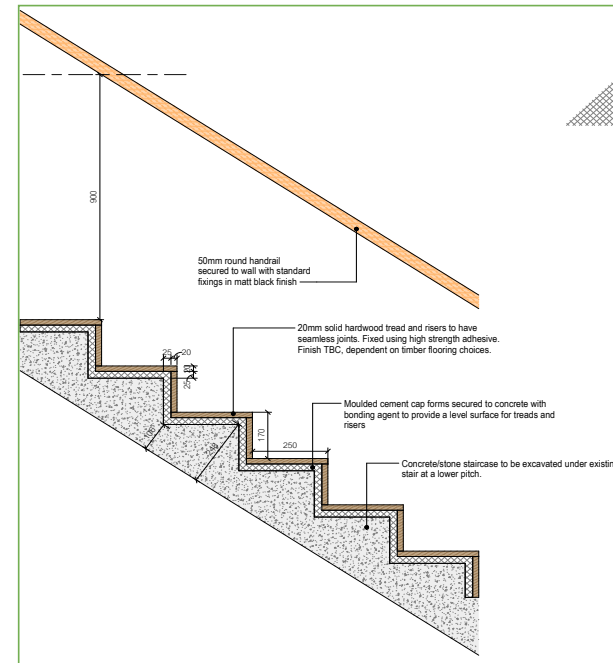 900
50mm round handrail
secured to wall with standard
fixings in matt black finish
20mm solid hardwood tread and risers to have
seamless joints. Fixed using high strength adhesive.
Finish TBC, dependent on timber flooring choices.
25
20
20
25
Moulded cement cap forms secured to concrete with
bonding agent to provide a level surface for treads and
risers
170
250
Concrete/stone staircase to be excavated under existin
stair at a lower pitch.